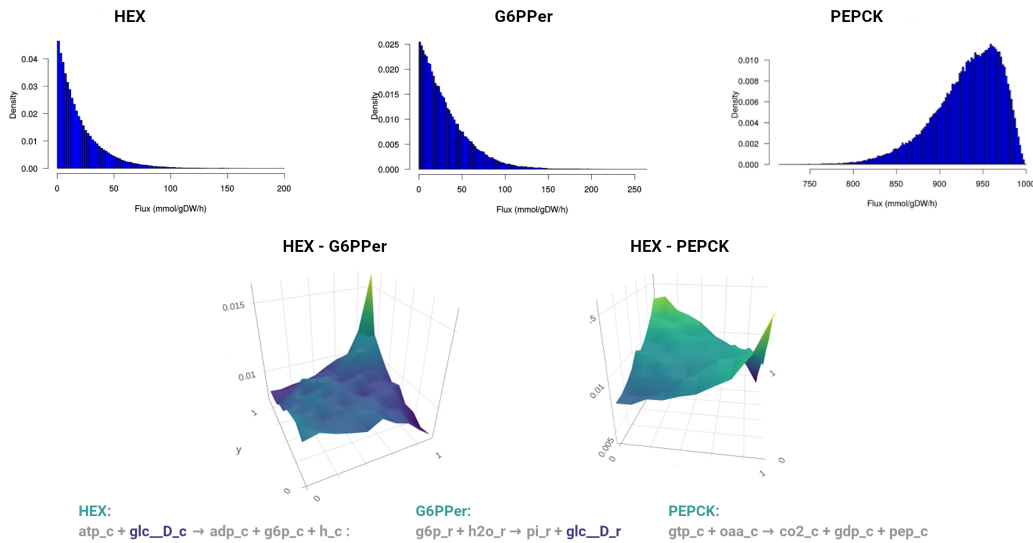 HEX
G6PPer
PEPCK
Density
0.04
0.03
0.02
0.01
0.00
0
50
100
150
200
Flux (mmol/gDW/h)
Density
0.025
0.020
0.015
0.010
0.005
0.000
0
50
100
150
200
250
Flux (mmol/gDW/h)
Density
0.010
0.008
0.006
0.004
0.002
0.000
750
800
850
900
950
1000
Flux (mmol/gDW/h)
HEX - G6PPer
HEX - PEPCK
0.015
0.01
1
y
0
0
1
.5
0.01
0.005
0
1
0
1
HEX:
atp_c + glc__D_c → adp_c + g6p_c + h_c :
G6PPer:
g6p_r + h2o_r → pi_r + glc__D_r
PEPCK:
gtp_c + oaa_c → co2_c + gdp_c + pep_c